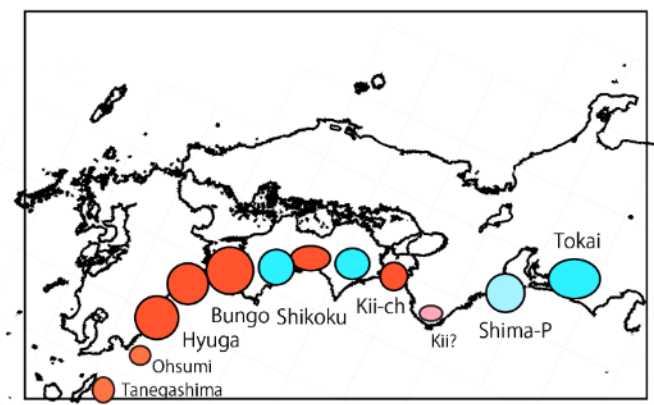 Tokai
Kii-ch
Bungo Shikoku
Shima-P
Hyuga
Kii?
Ohsumi
Tanegashima